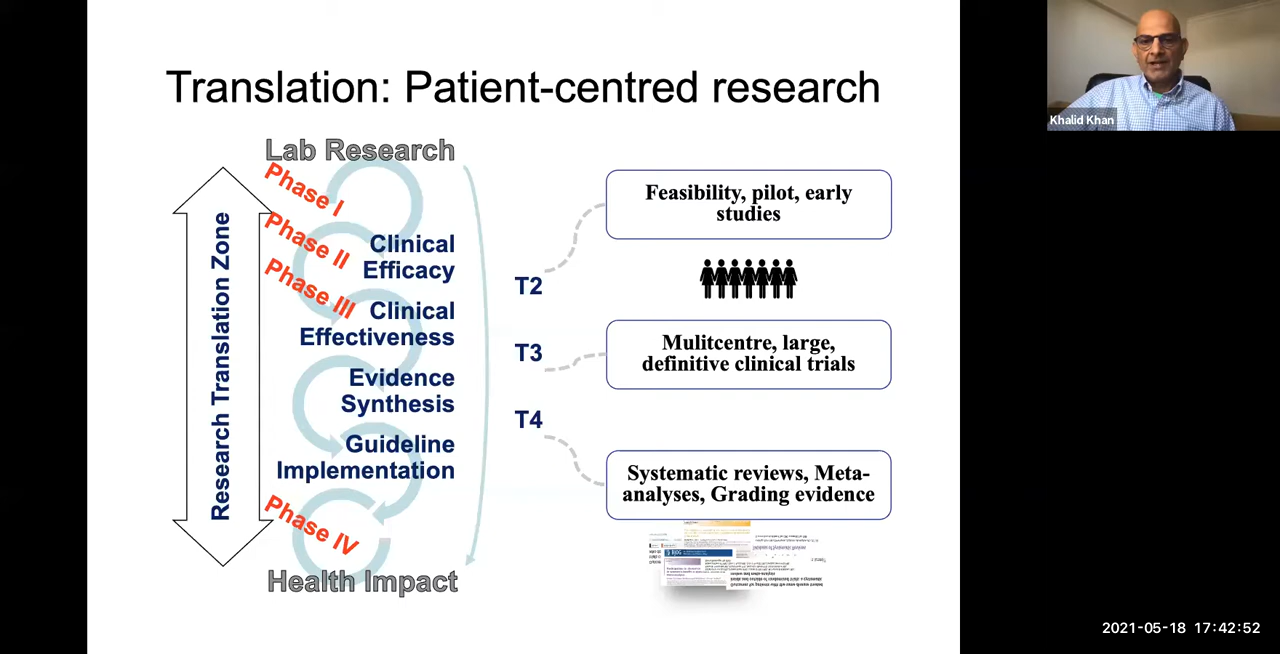 Translation: Patient-centred research
Khalid Khan
Lab Research
Research Translation Zone
Phase I
Phase II
Phase III
Phase IV
Clinical
Efficacy
Clinical
Effectiveness
Evidence
Synthesis
Guideline
Implementation
Health Impact
T2
T3
T4
Feasibility, pilot, early
studies
Mulitcentre, large,
definitive clinical trials
Systematic reviews, Meta-
analyses, Grading evidence
BJOG
2021-05-18 17:42:52